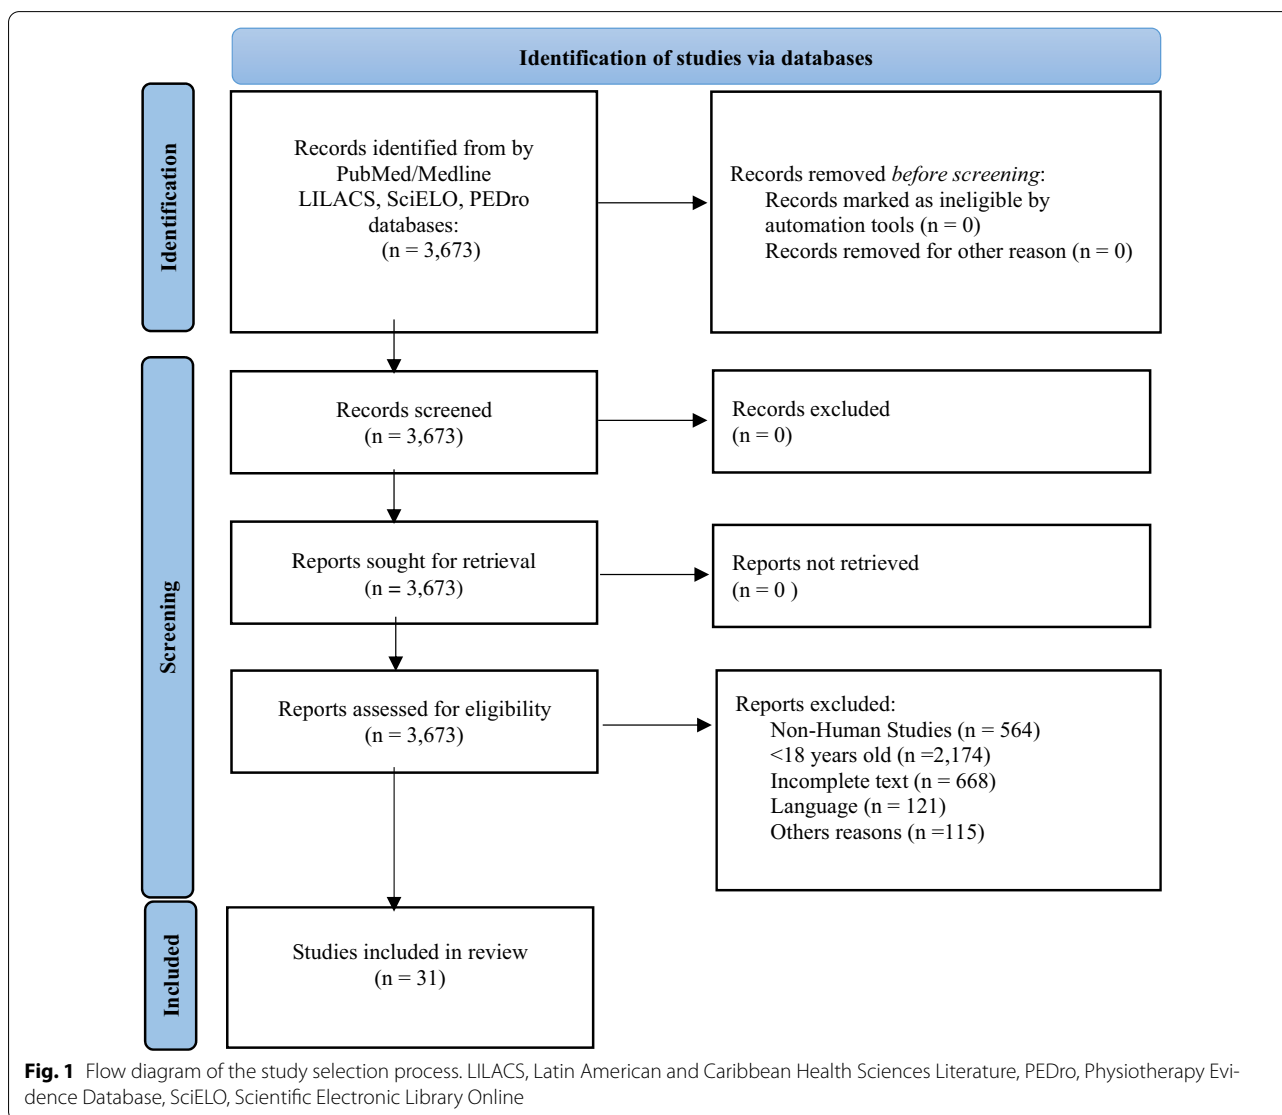 Identification of studies via databases
Identification
Records identified from by
PubMed/Medline
LILACS, SciELO, PEDro
databases:
(n = 3,673)
Records removed before screening:
Records marked as ineligible by
automation tools (n = 0)
Records removed for other reason (n = 0)
Screening
Records screened
(n = 3,673)
Records excluded
(n = 0)
Reports sought for retrieval
(n = 3,673)
Reports not retrieved
(n = 0 )
Reports assessed for eligibility
(n = 3,673)
Reports excluded:
Non-Human Studies (n = 564)
<18 years old (n =2,174)
Incomplete text (n = 668)
Language (n = 121)
Others reasons (n =115)
Included
Studies included in review
(n = 31)
Fig. 1 Flow diagram of the study selection process. LILACS, Latin American and Caribbean Health Sciences Literature, PEDro, Physiotherapy Evi-
dence Database, SciELO, Scientific Electronic Library Online